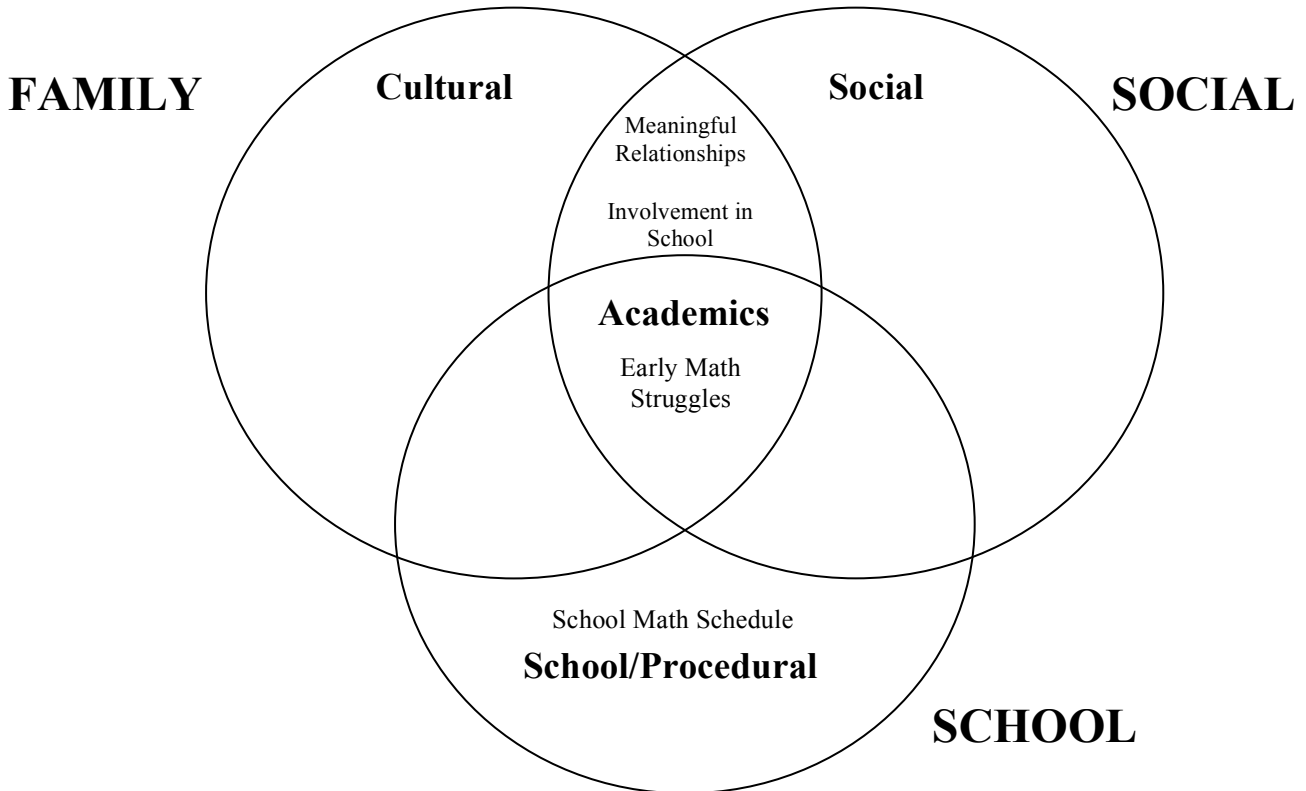 FAMILY
Cultural
Social
SOCIAL
Meaningful
Relationships
Involvement in
School
Academics
Early Math
Struggles
School Math Schedule
School/Procedural
SCHOOL